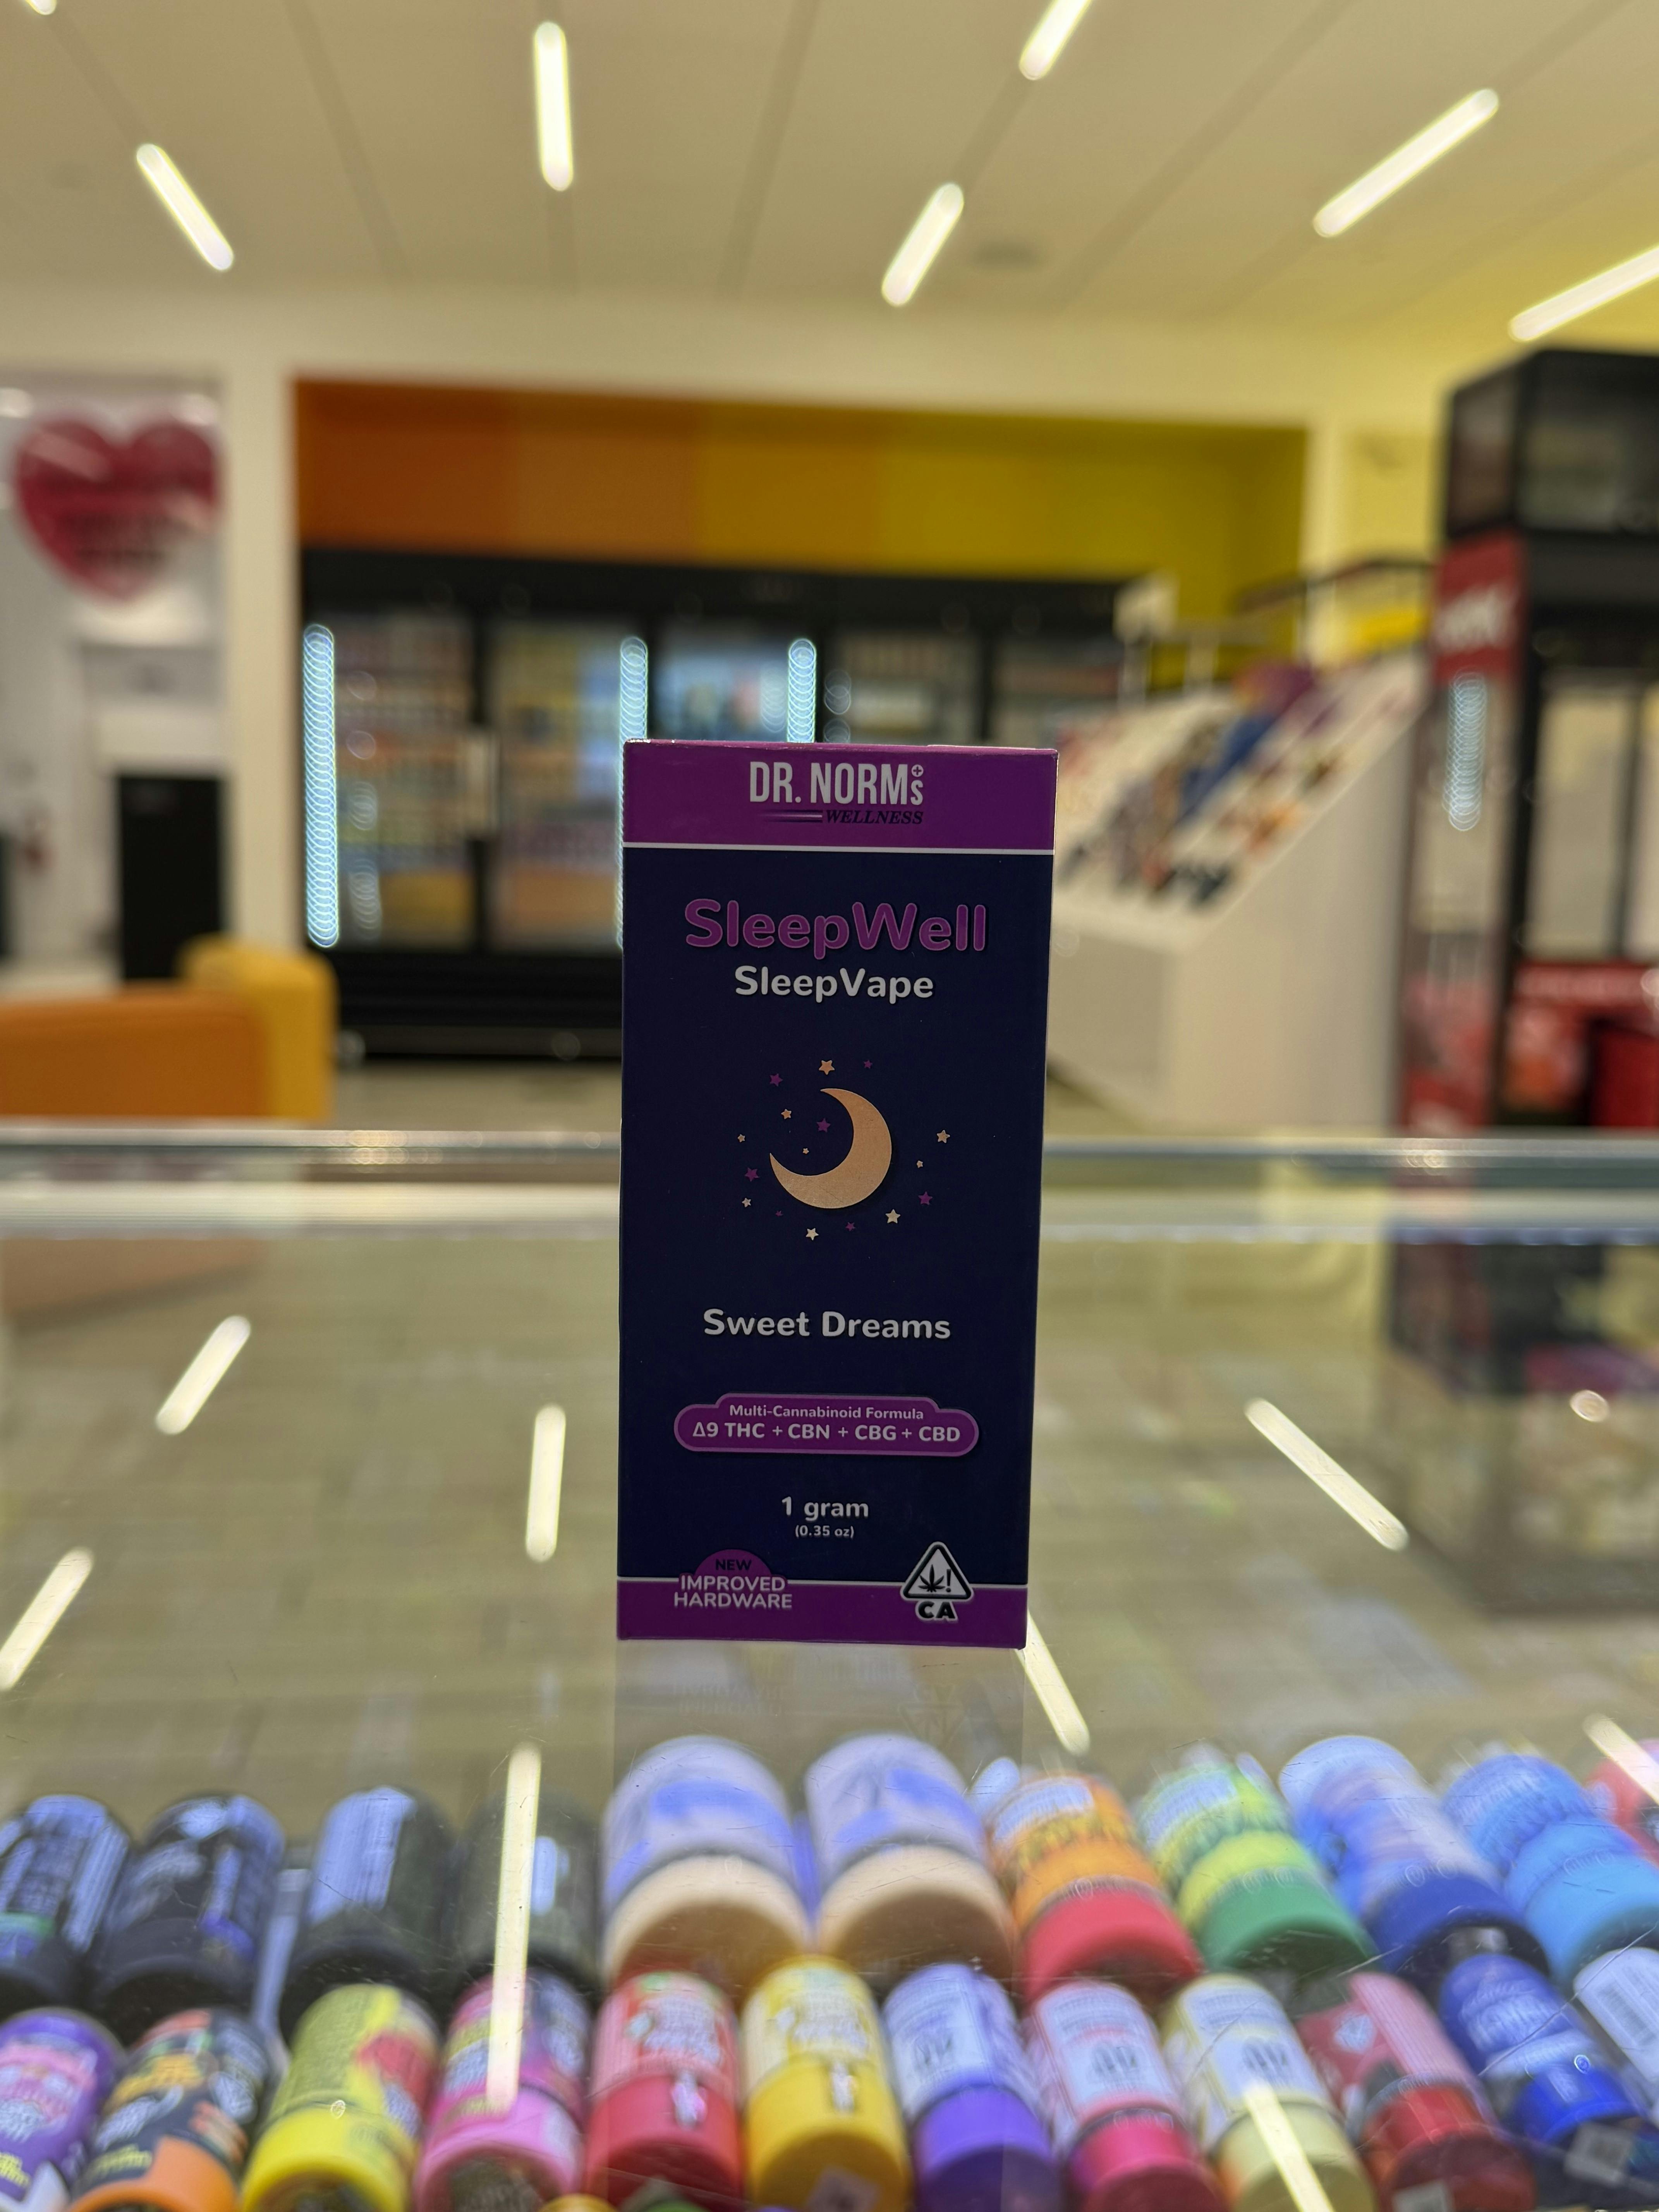 DR. NORMs
WELLNESS
SleepWell
SleepVape
Sweet Dreams
Multi-Cannabinoid Formula
Δ9 THC + CBN + CBG + CBD
1 gram
(0.35 oz)
NEW
IMPROVED
HARDWARE
CA